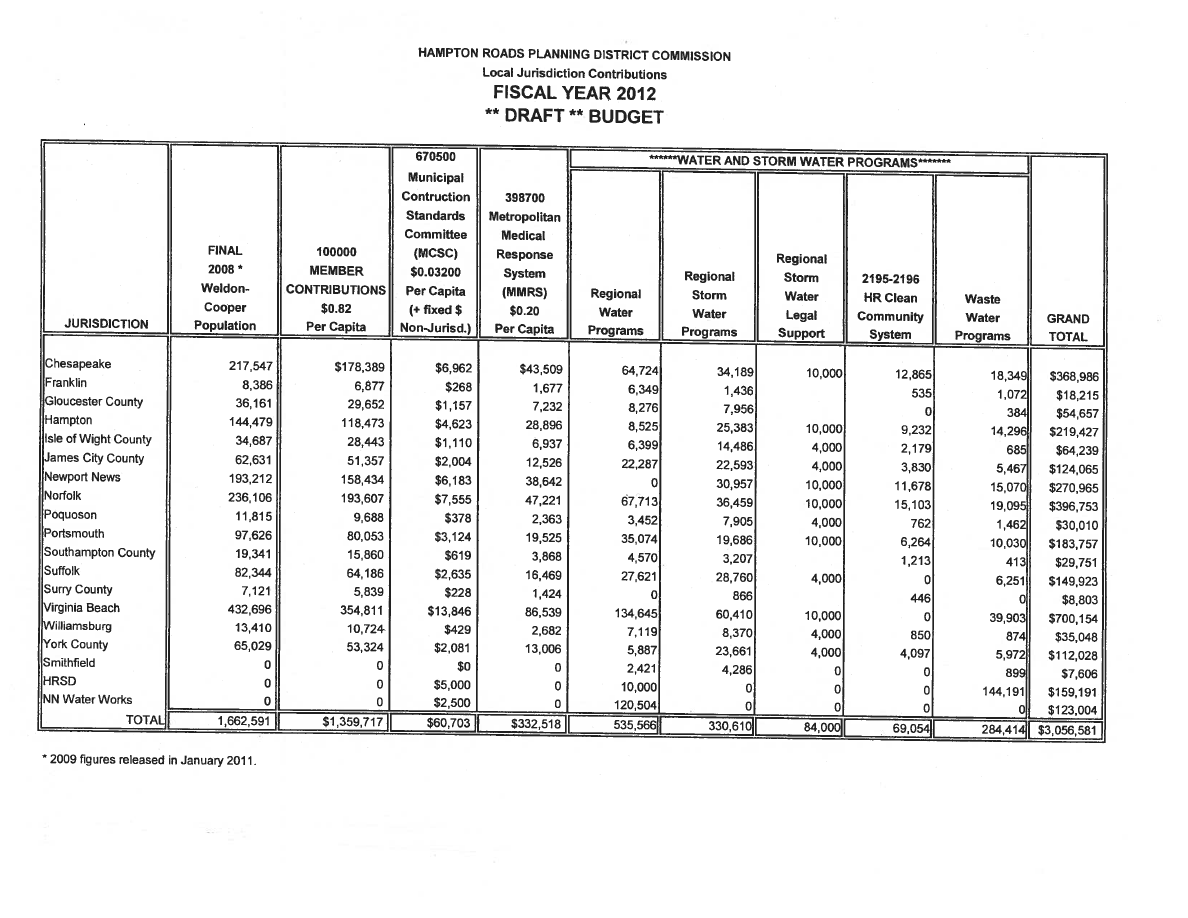 HAMPTON ROADS PLANNING DISTRICT COMMISSION
Local Jurisdiction Contributions
FISCAL YEAR 2012
** DRAFT ** BUDGET
JURISDICTION | FINAL 2008 * Weldon-Cooper Population | 100000 MEMBER CONTRIBUTIONS $0.82 Per Capita | 670500 Municipal Contruction Standards Committee (MCSC) $0.03200 Per Capita (+ fixed $ Non-Jurisd.) | 398700 Metropolitan Medical Response System (MMRS) $0.20 Per Capita | ******WATER AND STORM WATER PROGRAMS******* Regional Water Programs | Regional Storm Water Programs | Regional Storm Water Legal Support | 2195-2196 HR Clean Community System | Waste Water Programs | GRAND TOTAL
Chesapeake 217,547 $178,389 $6,962 $43,509 64,724 34,189 10,000 12,865 18,349 $368,986
Franklin 8,386 6,877 $268 1,677 6,349 1,436 535 1,072 $18,215
Gloucester County 36,161 29,652 $1,157 7,232 8,276 7,956 0 384 $54,657
Hampton 144,479 118,473 $4,623 28,896 8,525 25,383 10,000 9,232 14,296 $219,427
Isle of Wight County 34,687 28,443 $1,110 6,937 6,399 14,486 4,000 2,179 685 $64,239
James City County 62,631 51,357 $2,004 12,526 22,287 22,593 4,000 3,830 5,467 $124,065
Newport News 193,212 158,434 $6,183 38,642 0 30,957 10,000 11,678 15,070 $270,965
Norfolk 236,106 193,607 $7,555 47,221 67,713 36,459 10,000 15,103 19,095 $396,753
Poquoson 11,815 9,688 $378 2,363 3,452 7,905 4,000 762 1,462 $30,010
Portsmouth 97,626 80,053 $3,124 19,525 35,074 19,686 10,000 6,264 10,030 $183,757
Southampton County 19,341 15,860 $619 3,868 4,570 3,207 1,213 413 $29,751
Suffolk 82,344 64,186 $2,635 16,469 27,621 28,760 4,000 0 6,251 $149,923
Surry County 7,121 5,839 $228 1,424 0 866 446 0 $8,803
Virginia Beach 432,696 354,811 $13,846 86,539 134,645 60,410 10,000 0 39,903 $700,154
Williamsburg 13,410 10,724 $429 2,682 7,119 8,370 4,000 850 874 $35,048
York County 65,029 53,324 $2,081 13,006 5,887 23,661 4,000 4,097 5,972 $112,028
Smithfield 0 0 $0 0 2,421 4,286 0 0 899 $7,606
HRSD 0 0 $5,000 0 10,000 0 0 0 144,191 $159,191
NN Water Works 0 0 $2,500 0 120,504 0 0 0 0 $123,004
TOTAL 1,662,591 $1,359,717 $60,703 $332,518 535,566 330,610 84,000 69,054 284,414 $3,056,581
* 2009 figures released in January 2011.